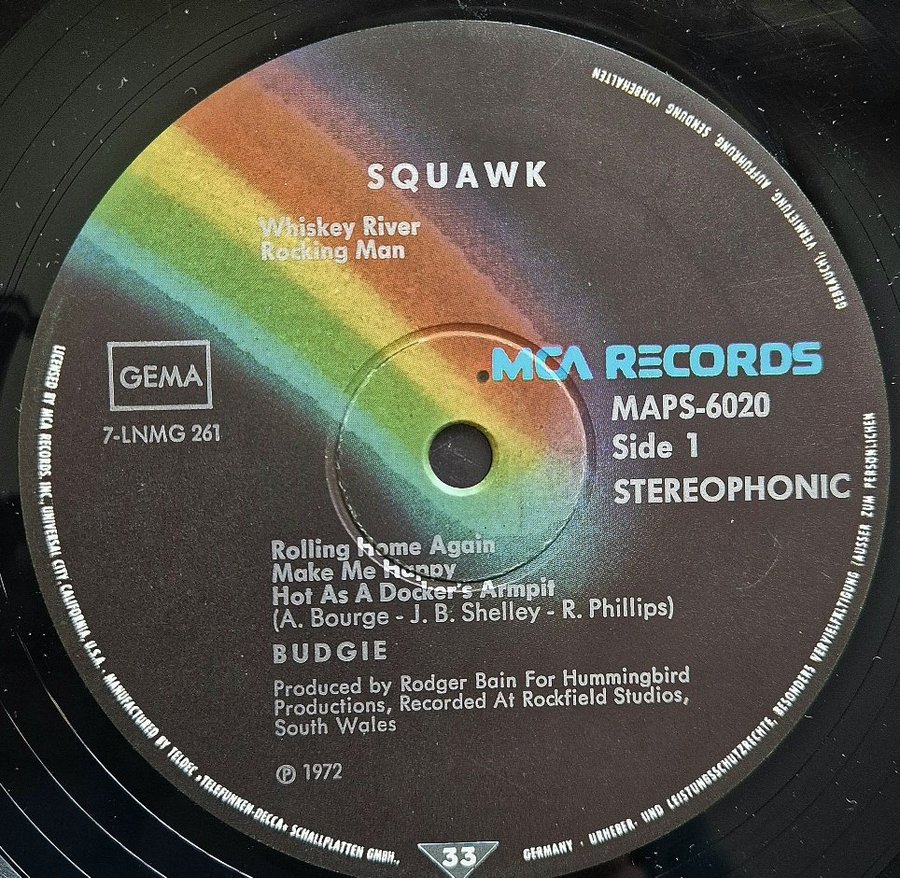 SQUAWK
Whiskey River
Rocking Man
MCA RECORDS
GEMA
7-LNMG 261
MAPS-6020
Side 1
STEREOPHONIC
Rolling Home Again
Make Me Happy
Hot As A Docker's Armpit
(A. Bourge - J. B. Shelley - R. Phillips)
BUDGIE
Produced by Rodger Bain For Hummingbird
Productions, Recorded At Rockfield Studios,
South Wales
℗ 1972
33
LICENSED BY MCA RECORDS INC., UNIVERSAL CITY, CALIFORNIA, U.S.A. · MANUFACTURED BY TELDEC »TELEFUNKEN-DECCA« SCHALLPLATTEN GMBH.,
GERMANY · URHEBER- UND LEISTUNGSSCHUTZRECHTE, BESONDERS VERVIELFÄLTIGUNG (AUSSER ZUM PERSÖNLICHEN
GEBRAUCH), VERMIETUNG, AUFFÜHRUNG, SENDUNG VORBEHALTEN